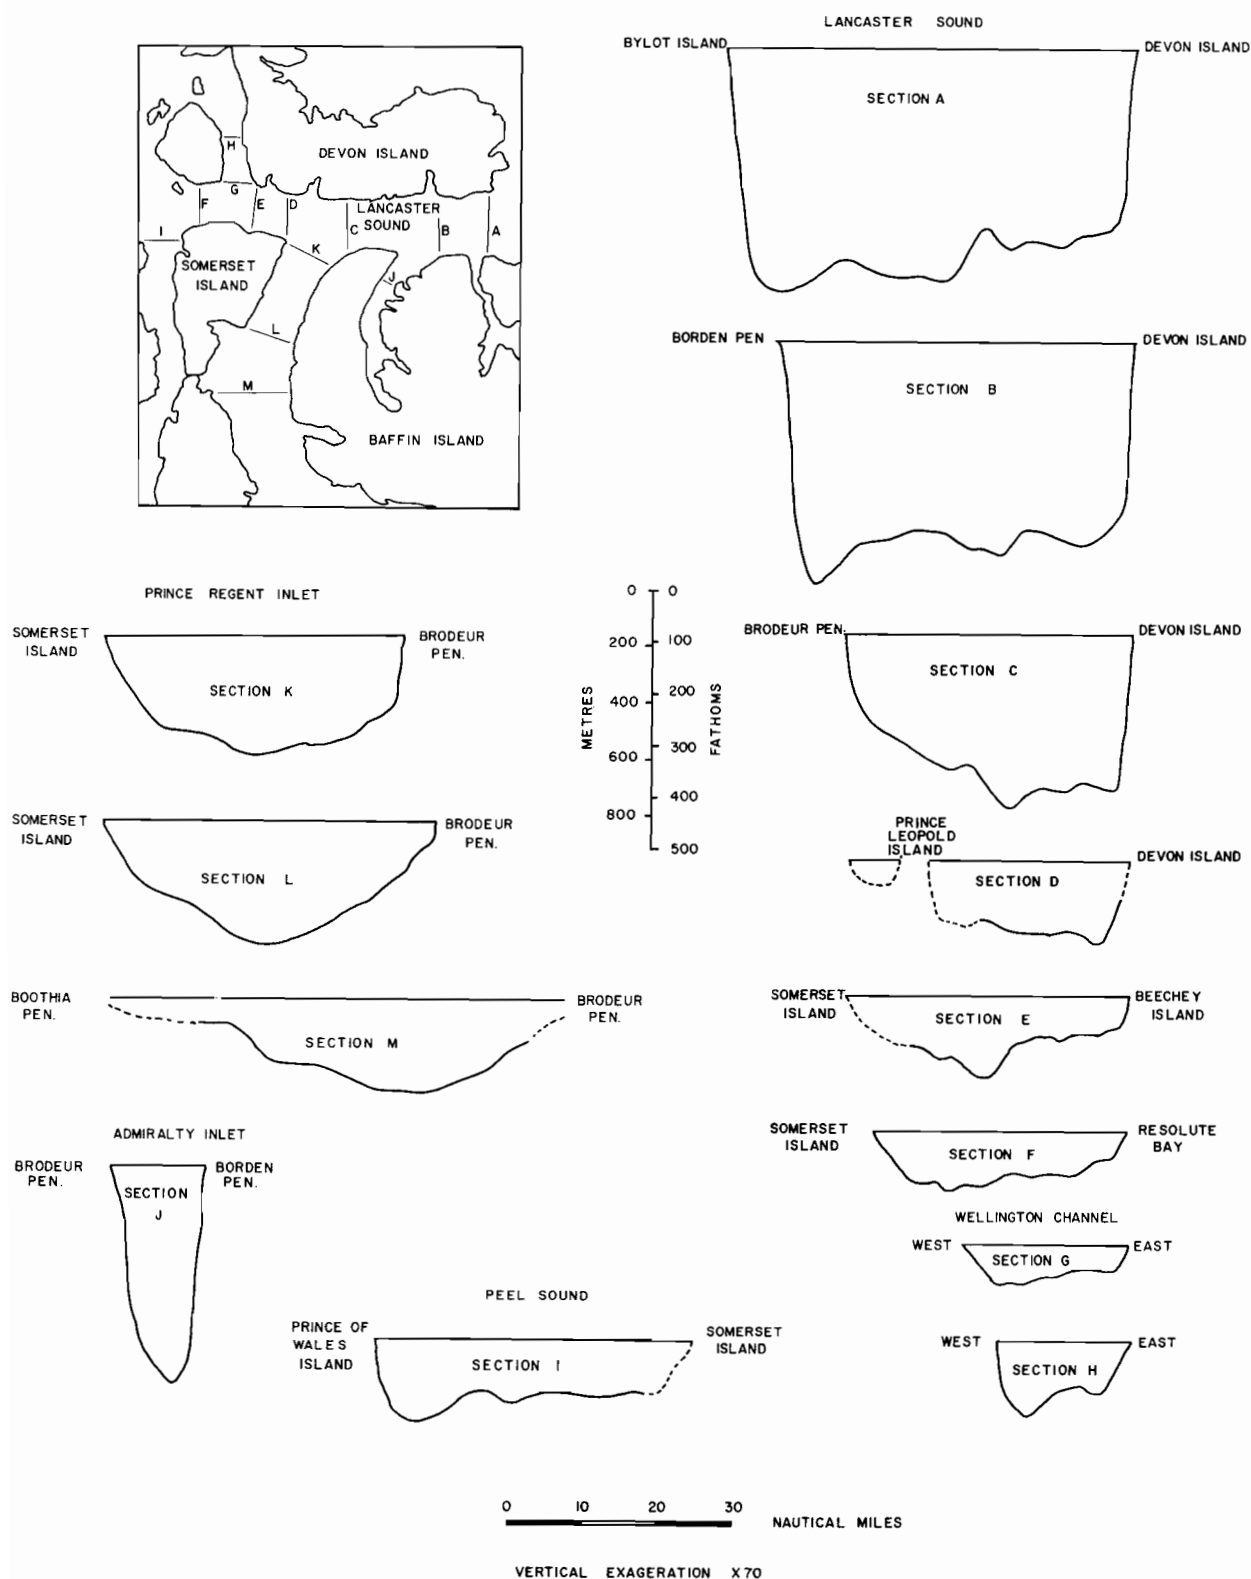 LANCASTER SOUND
BYLOT ISLAND
DEVON ISLAND
SECTION A
H
DEVON ISLAND
G
F
E
D
LANCASTER
SOUND
C
B
A
I
K
J
SOMERSET
ISLAND
L
M
BAFFIN ISLAND
BORDEN PEN
DEVON ISLAND
SECTION B
PRINCE REGENT INLET
SOMERSET
ISLAND
BRODEUR
PEN.
SECTION K
0 0
200 100
400 200
600 300
800 400
500
METRES
FATHOMS
BRODEUR PEN.
DEVON ISLAND
SECTION C
SOMERSET
ISLAND
BRODEUR
PEN.
SECTION L
PRINCE
LEOPOLD
ISLAND
DEVON ISLAND
SECTION D
BOOTHIA
PEN.
BRODEUR
PEN.
SECTION M
SOMERSET
ISLAND
BEECHEY
ISLAND
SECTION E
ADMIRALTY INLET
BRODEUR
PEN.
BORDEN
PEN.
SECTION
J
SOMERSET
ISLAND
RESOLUTE
BAY
SECTION F
WELLINGTON CHANNEL
WEST
EAST
SECTION G
PEEL SOUND
PRINCE OF
WALES
ISLAND
SOMERSET
ISLAND
SECTION I
WEST
EAST
SECTION H
0 10 20 30
NAUTICAL MILES
VERTICAL EXAGERATION X 70